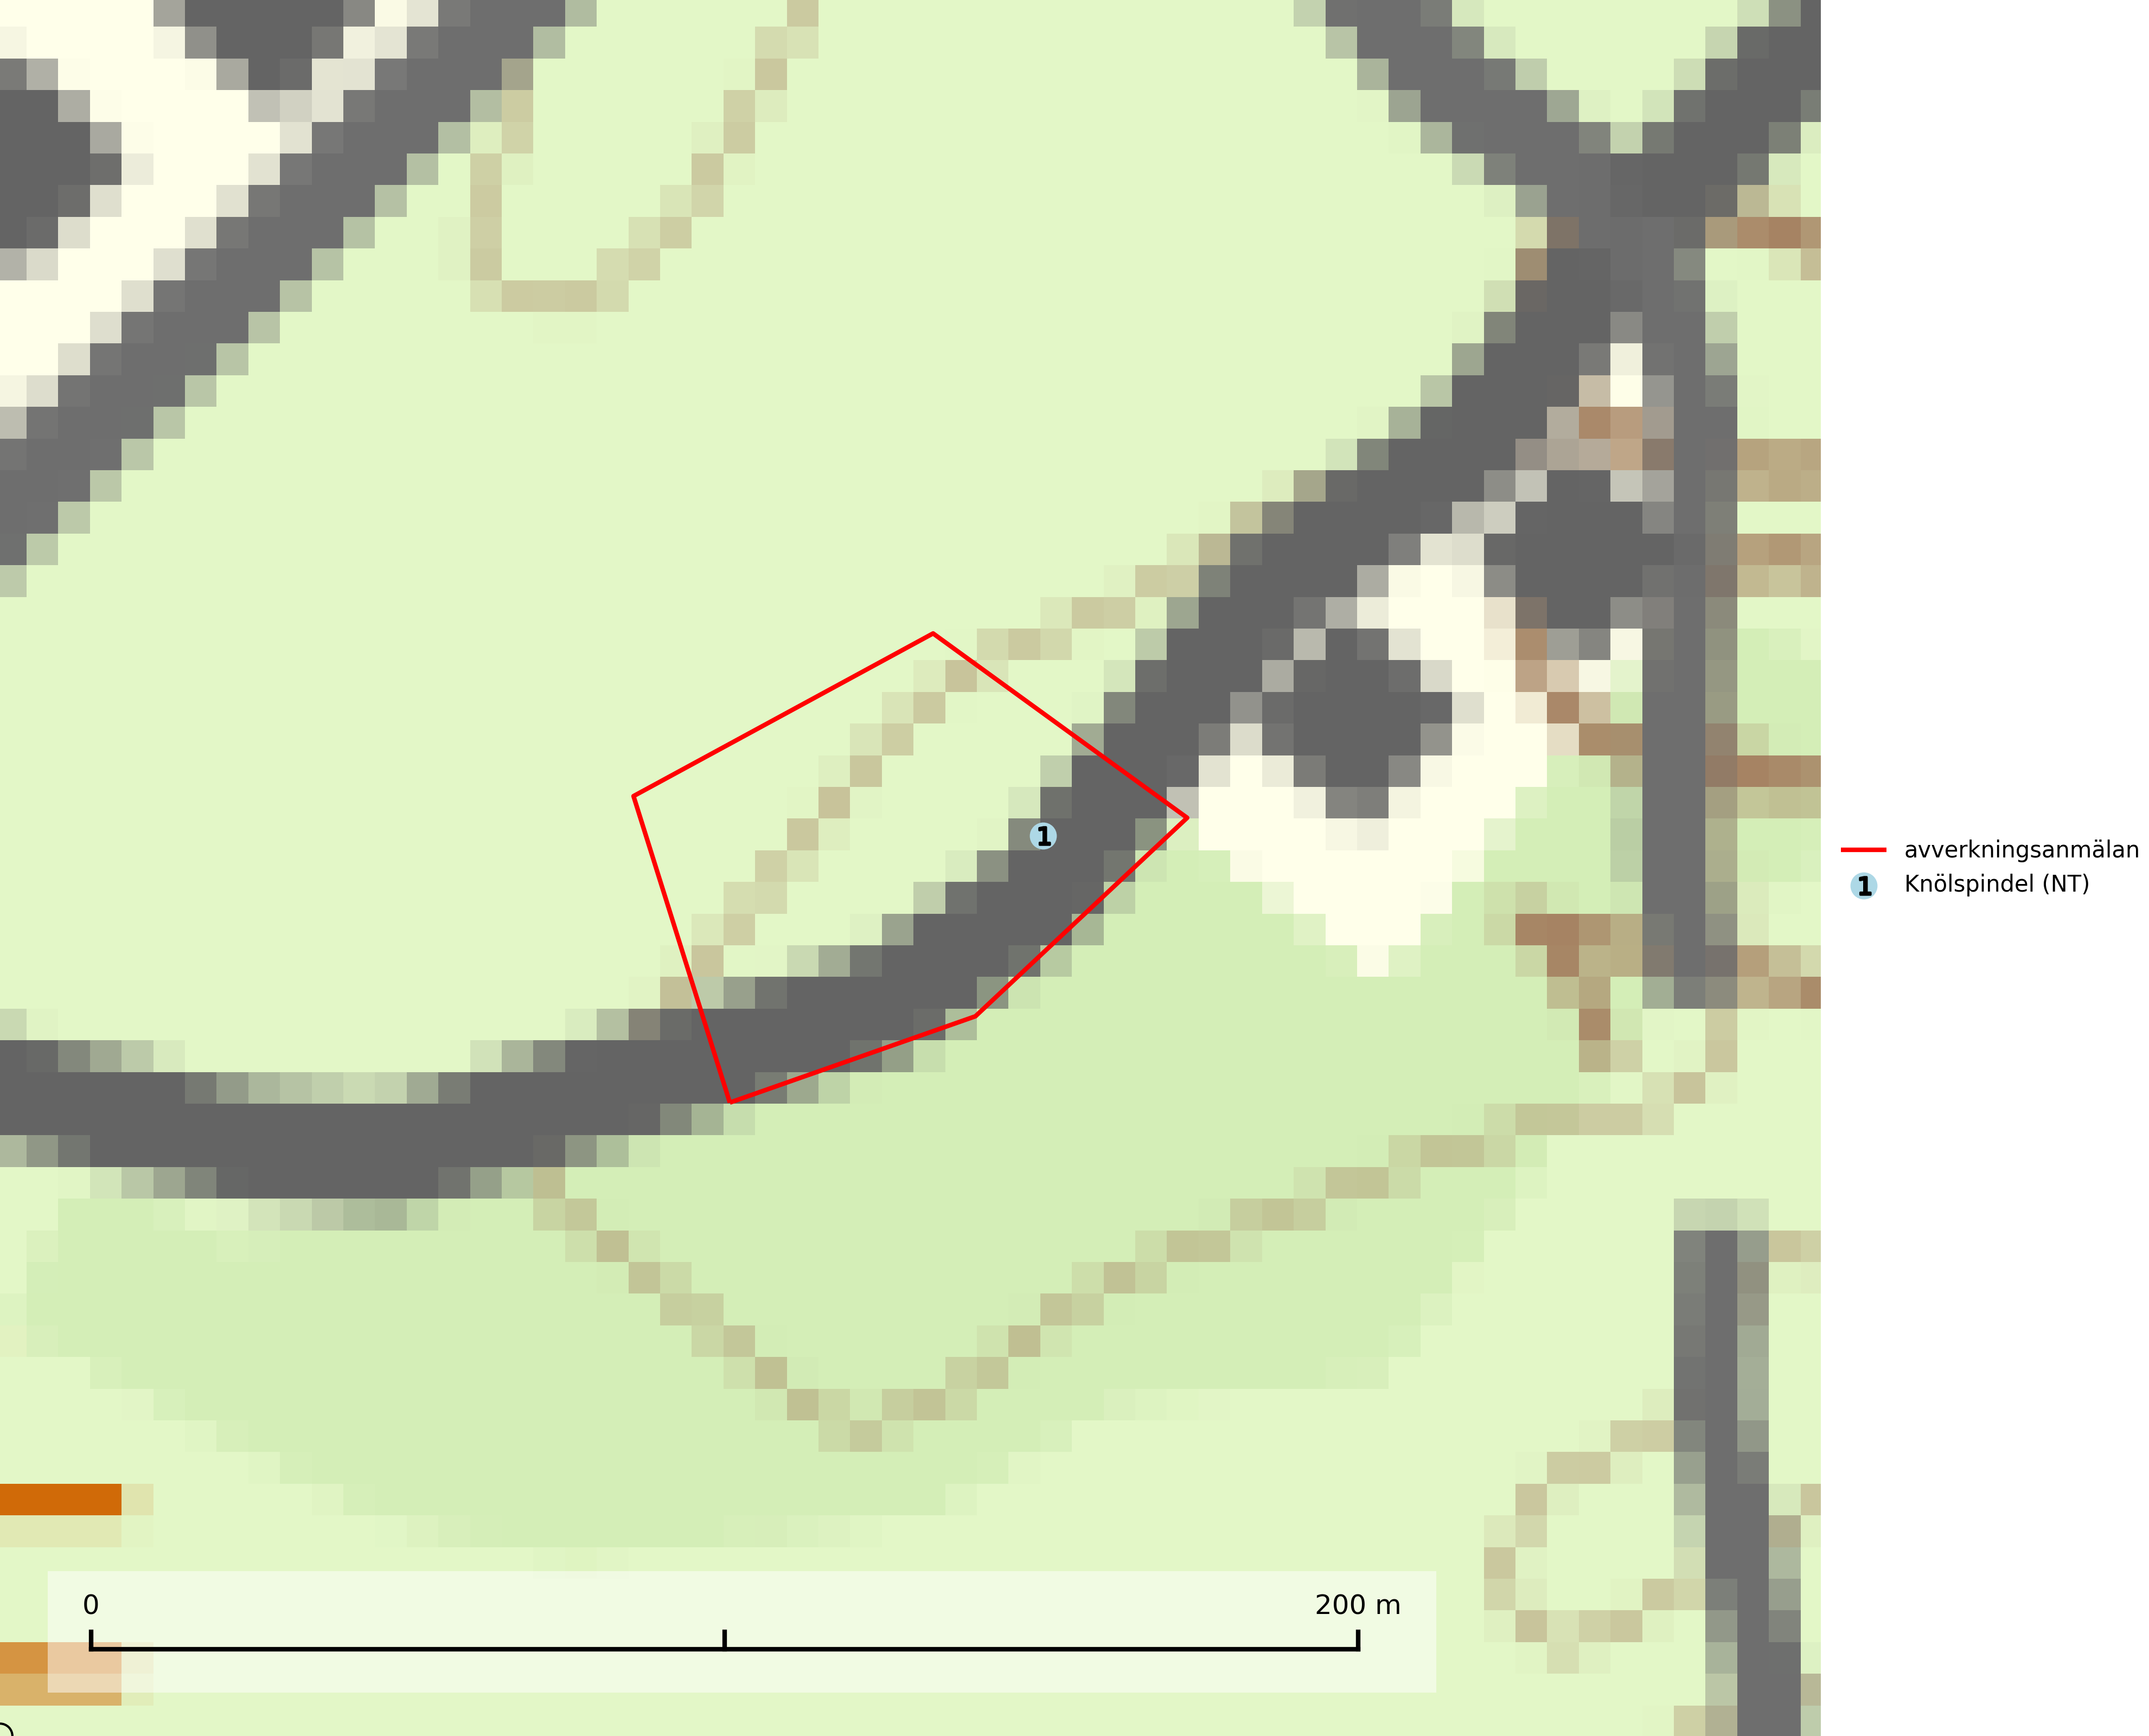 1
avverkningsanmälan
1 Knölspindel (NT)
0 200 m